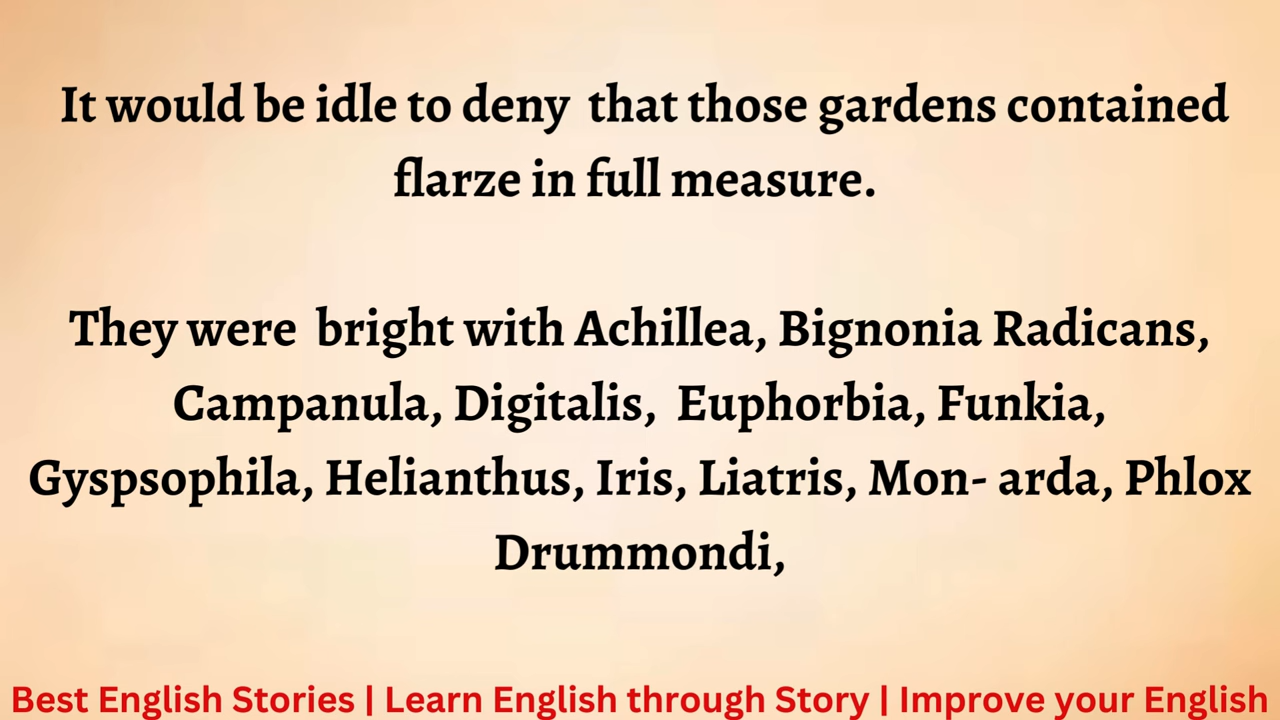 It would be idle to deny  that those gardens contained
flarze in full measure.
They were  bright with Achillea, Bignonia Radicans,
Campanula, Digitalis,  Euphorbia, Funkia,
Gyspsophila, Helianthus, Iris, Liatris, Mon- arda, Phlox
Drummondi,
Best English Stories | Learn English through Story | Improve your English